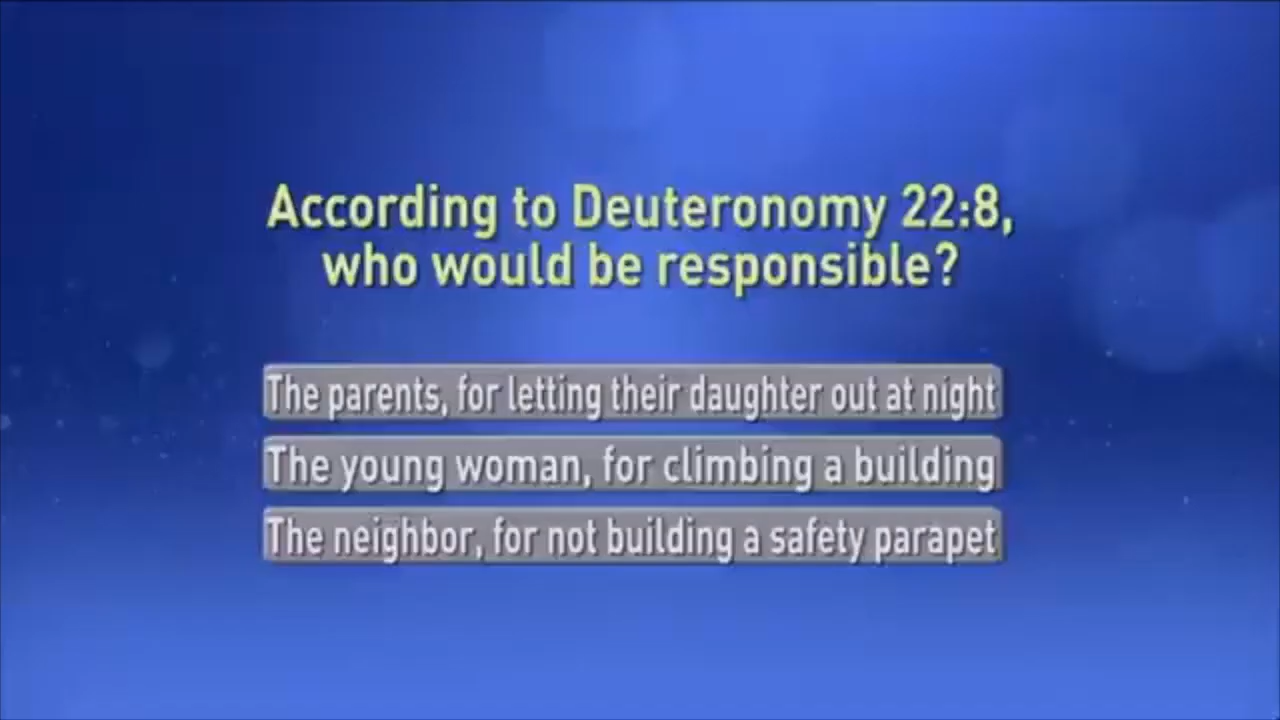 According to Deuteronomy 22:8,
who would be responsible?
The parents, for letting their daughter out at night
The young woman, for climbing a building
The neighbor, for not building a safety parapet